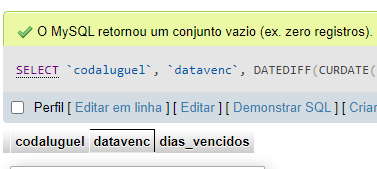 O MySQL retornou um conjunto vazio (ex. zero registros).
SELECT `codaluguel`, `datavenc`, DATEDIFF(CURDATE(
Perfil [ Editar em linha ] [ Editar ] [ Demonstrar SQL ] [ Criar
codaluguel datavenc dias_vencidos